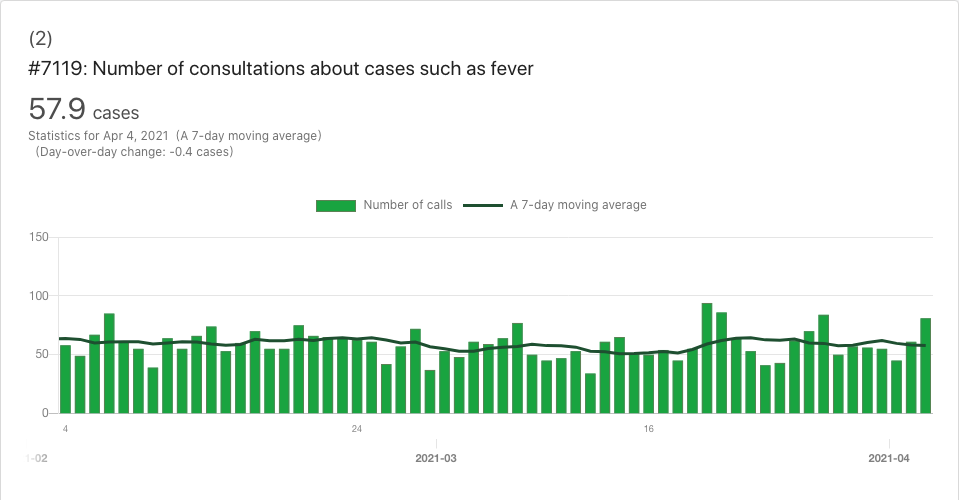 (2)
#7119: Number of consultations about cases such as fever
57.9 cases
Statistics for Apr 4, 2021 (A 7-day moving average)
(Day-over-day change: -0.4 cases)
Number of calls A 7-day moving average
150
100
50
0
4 24 16
-02 2021-03 2021-04